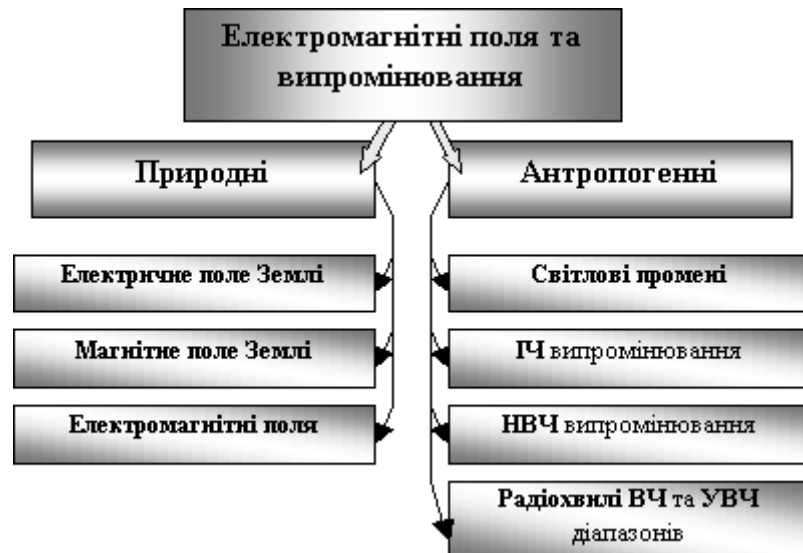 Електромагнітні поля та
випромінювання
Природні
Антропогенні
Електричне поле Землі
Світлові промені
Магнітне поле Землі
ІЧ випромінювання
Електромагнітні поля
НВЧ випромінювання
Радіохвилі ВЧ та УВЧ
діапазонів